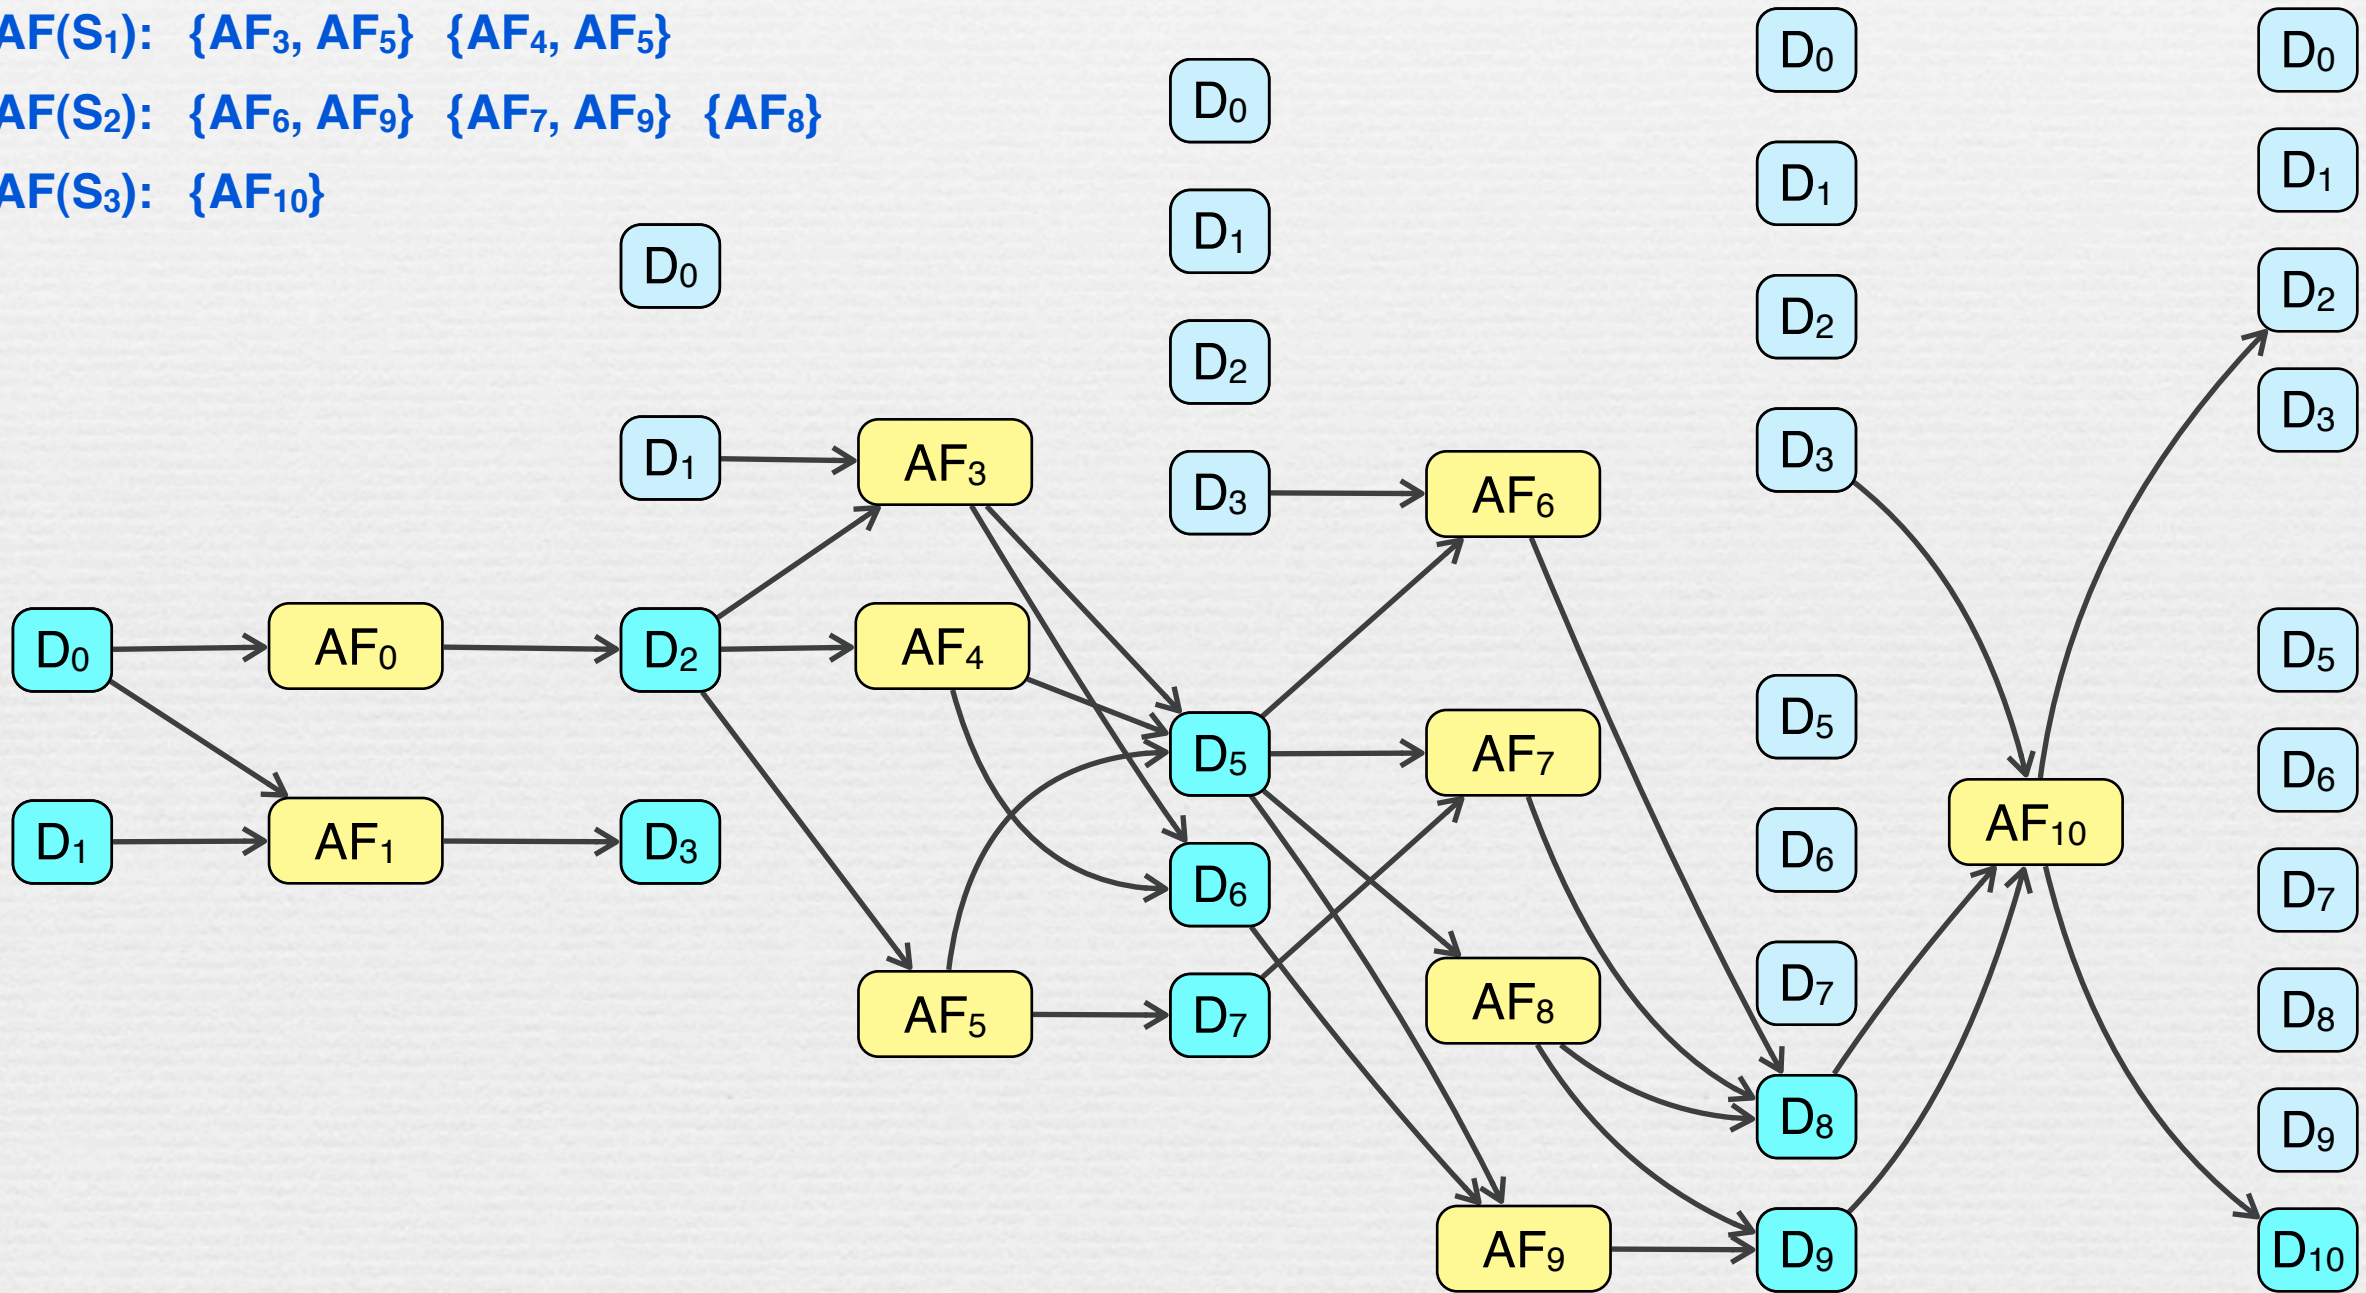 AF(S₁): {AF₃, AF₅} {AF₄, AF₅}
AF(S₂): {AF₆, AF₉} {AF₇, AF₉} {AF₈}
AF(S₃): {AF₁₀}
D₀
AF₀
D₁
AF₁
D₀
D₁
D₂
D₃
AF₃
AF₄
AF₅
D₀
D₁
D₂
D₃
D₅
D₆
D₇
AF₆
AF₇
AF₈
AF₉
D₀
D₁
D₂
D₃
D₅
D₆
D₇
D₈
D₉
AF₁₀
D₀
D₁
D₂
D₃
D₅
D₆
D₇
D₈
D₉
D₁₀